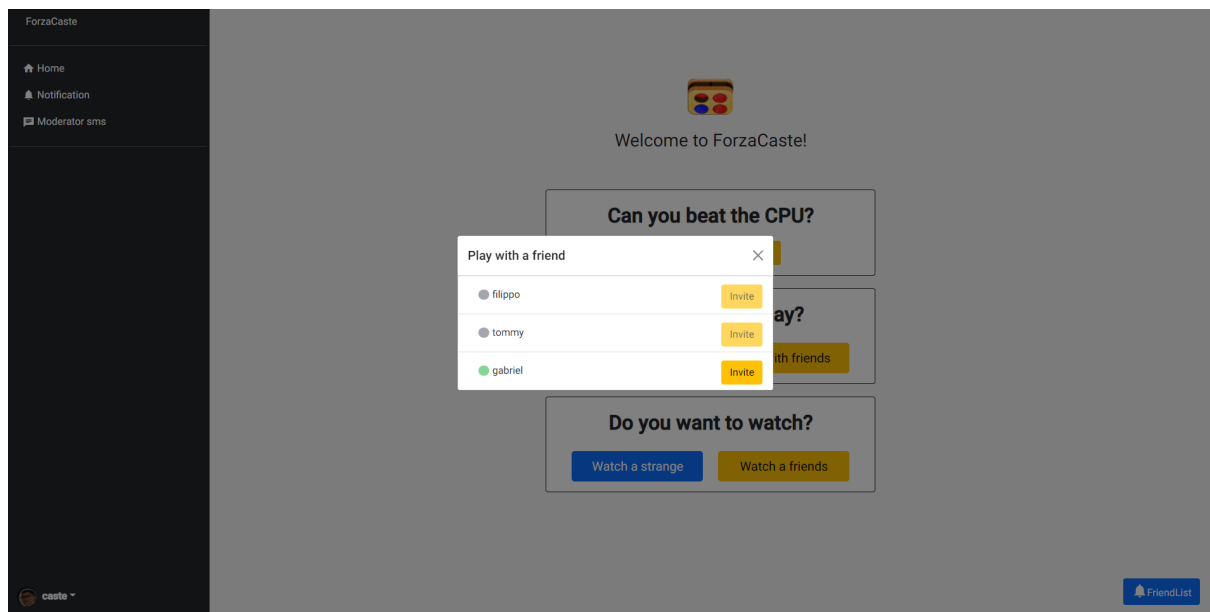 ForzaCaste
Home
Notification
Moderator sms
caste
Welcome to ForzaCaste!
Can you beat the CPU?
Play with a friend
filippo Invite
tommy Invite
gabriel Invite
ay?
ith friends
Do you want to watch?
Watch a strange Watch a friends
FriendList